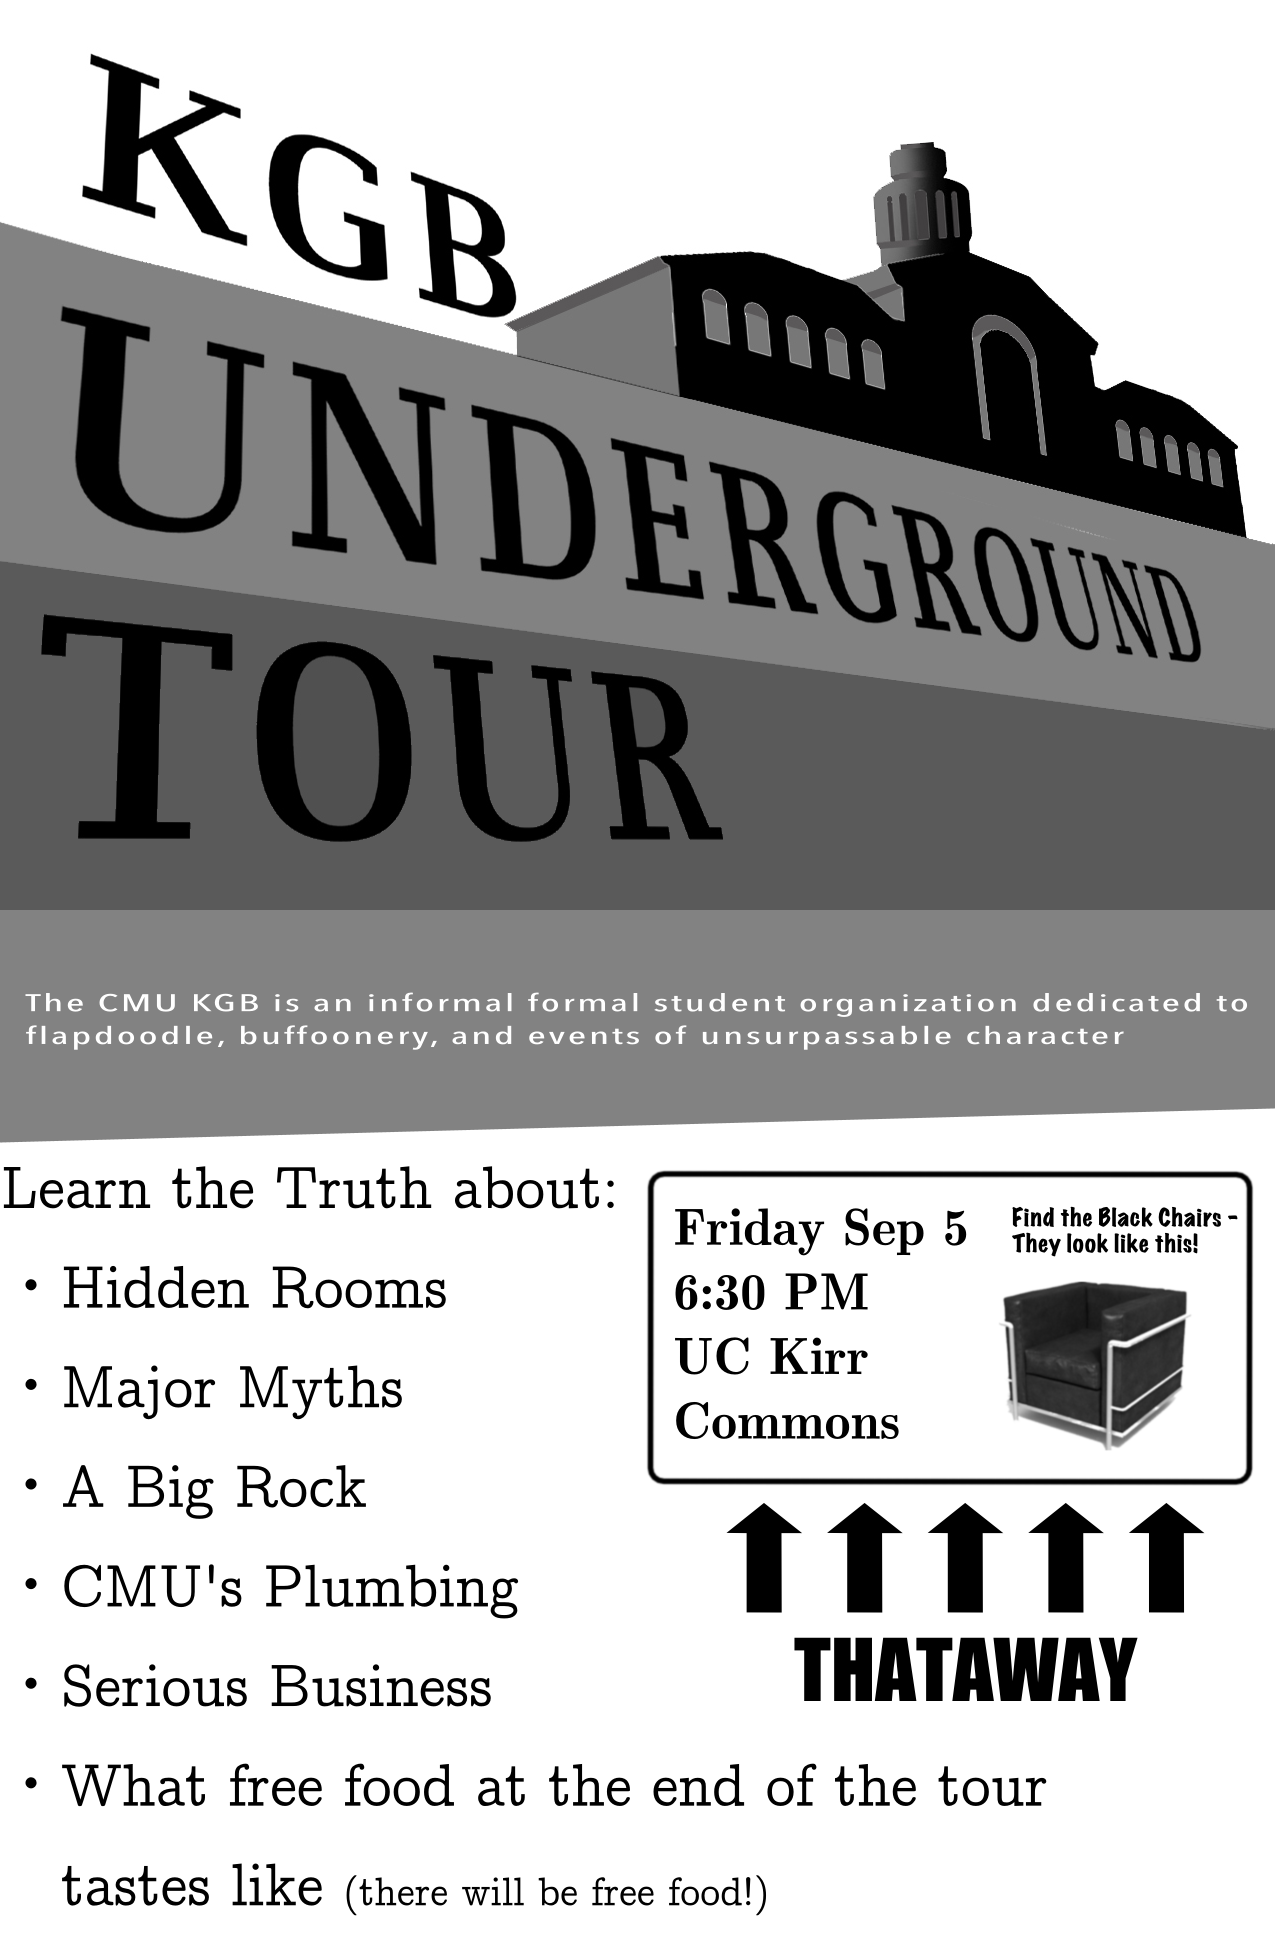 KGB
UNDERGROUND
TOUR
The CMU KGB is an informal formal student organization dedicated to
flapdoodle, buffoonery, and events of unsurpassable character
Learn the Truth about:
• Hidden Rooms
• Major Myths
• A Big Rock
• CMU's Plumbing
• Serious Business
• What free food at the end of the tour
tastes like (there will be free food!)
Friday Sep 5
6:30 PM
UC Kirr
Commons
Find the Black Chairs -
They look like this!
THATAWAY